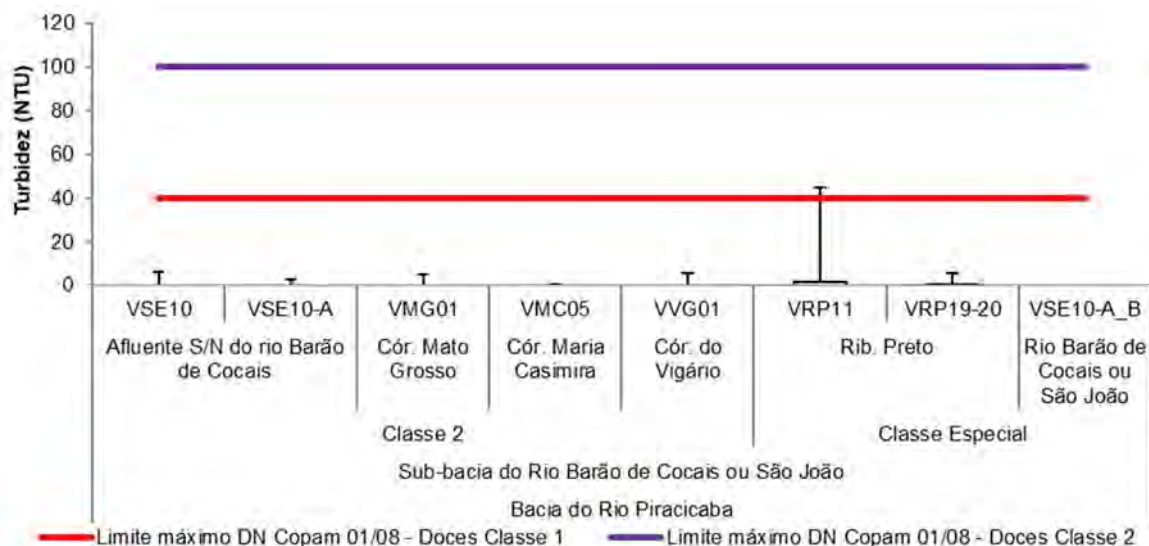 120
100
80
60
40
20
0
Turbidez (NTU)
VSE10 VSE10-A VMG01 VMC05 VVG01 VRP11 VRP19-20 VSE10-A_B
Afluente S/N do rio Barão de Cocais
Cór. Mato Grosso
Cór. Maria Casimira
Cór. do Vigário
Rib. Preto
Rio Barão de Cocais ou São João
Classe 2 Classe Especial
Sub-bacia do Rio Barão de Cocais ou São João
Bacia do Rio Piracicaba
Limite máximo DN Copam 01/08 - Doces Classe 1 Limite máximo DN Copam 01/08 - Doces Classe 2